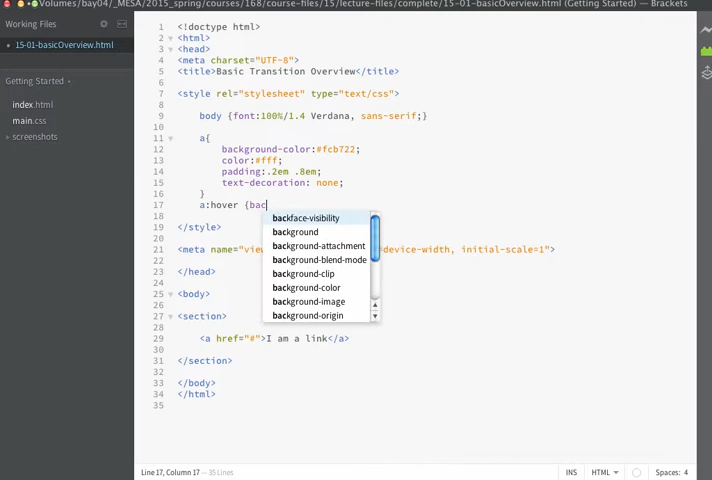 Volumes/bay04/_MESA/2015_spring/courses/168/course-files/15/lecture-files/complete/15-01-basicOverview.html (Getting Started) — Brackets
Working Files
• 15-01-basicOverview.html
Getting Started
index.html
main.css
screenshots
1 <!doctype html>
2 <html>
3 <head>
4 <meta charset="UTF-8">
5 <title>Basic Transition Overview</title>
6
7 <style rel="stylesheet" type="text/css">
8
9 body {font:100%/1.4 Verdana, sans-serif;}
10
11 a{
12 background-color:#fcb722;
13 color:#fff;
14 padding:.2em .8em;
15 text-decoration: none;
16 }
17 a:hover {bac
18
19 </style>
20
21 <meta name="view =device-width, initial-scale=1">
22
23 </head>
24
25 <body>
26
27 <section>
28
29 <a href="#">I am a link</a>
30
31 </section>
32
33 </body>
34 </html>
35
backface-visibility
background
background-attachment
background-blend-mode
background-clip
background-color
background-image
background-origin
Line 17, Column 17 — 35 Lines
INS HTML Spaces: 4